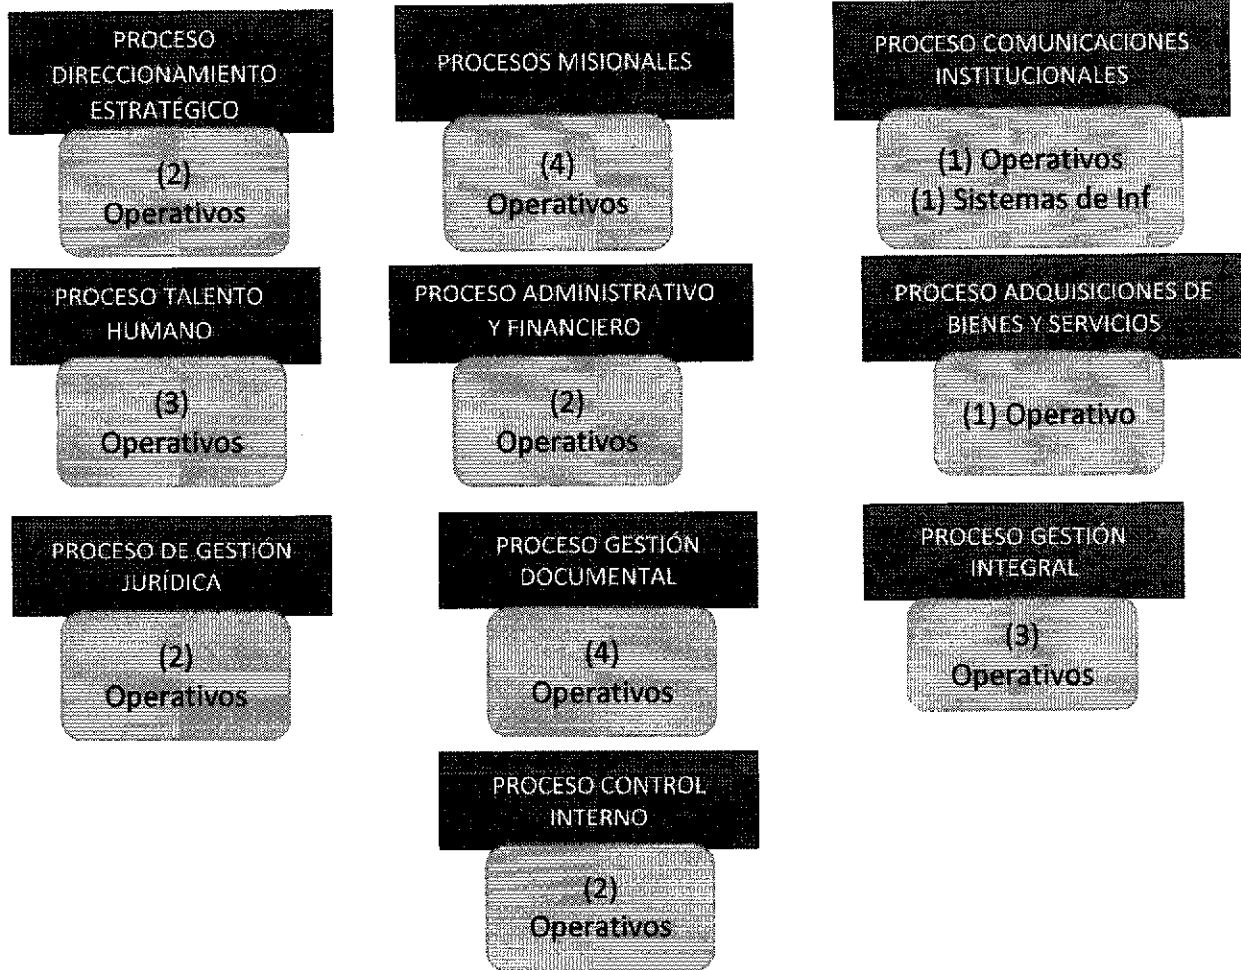 PROCESO
DIRECCIONAMIENTO
ESTRATÉGICO
(2)
Operativos
PROCESOS MISIONALES
(4)
Operativos
PROCESO COMUNICACIONES
INSTITUCIONALES
(1) Operativos
(1) Sistemas de Inf
PROCESO TALENTO
HUMANO
(3)
Operativos
PROCESO ADMINISTRATIVO
Y FINANCIERO
(2)
Operativos
PROCESO ADQUISICIONES DE
BIENES Y SERVICIOS
(1) Operativo
PROCESO DE GESTIÓN
JURÍDICA
(2)
Operativos
PROCESO GESTIÓN
DOCUMENTAL
(4)
Operativos
PROCESO GESTIÓN
INTEGRAL
(3)
Operativos
PROCESO CONTROL
INTERNO
(2)
Operativos